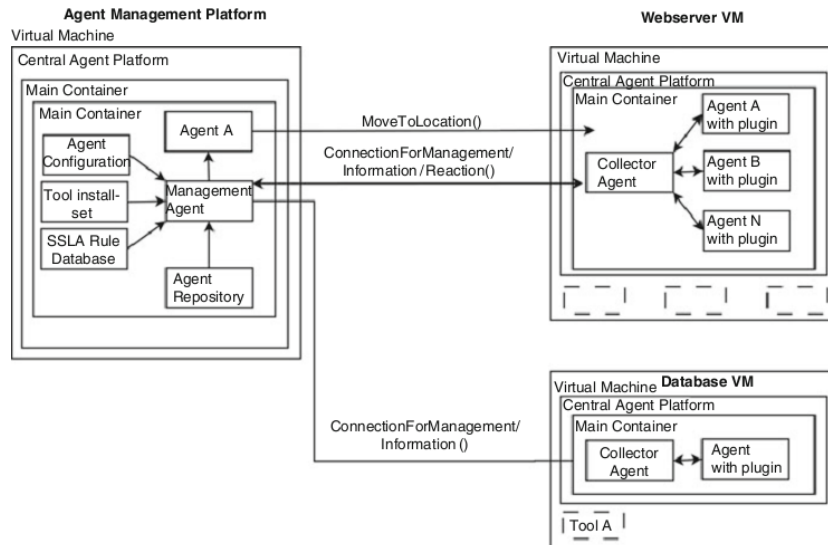 Agent Management Platform
Virtual Machine
Central Agent Platform
Main Container
Main Container
Agent A
Agent
Configuration
Tool install-
set
SSLA Rule
Database
Management
Agent
Agent
Repository
MoveToLocation()
ConnectionForManagement/
Information /Reaction()
ConnectionForManagement/
Information ()
Webserver VM
Virtual Machine
Central Agent Platform
Main Container
Collector
Agent
Agent A
with plugin
Agent B
with plugin
Agent N
with plugin
Database VM
Virtual Machine
Central Agent Platform
Main Container
Collector
Agent
Agent
with plugin
Tool A